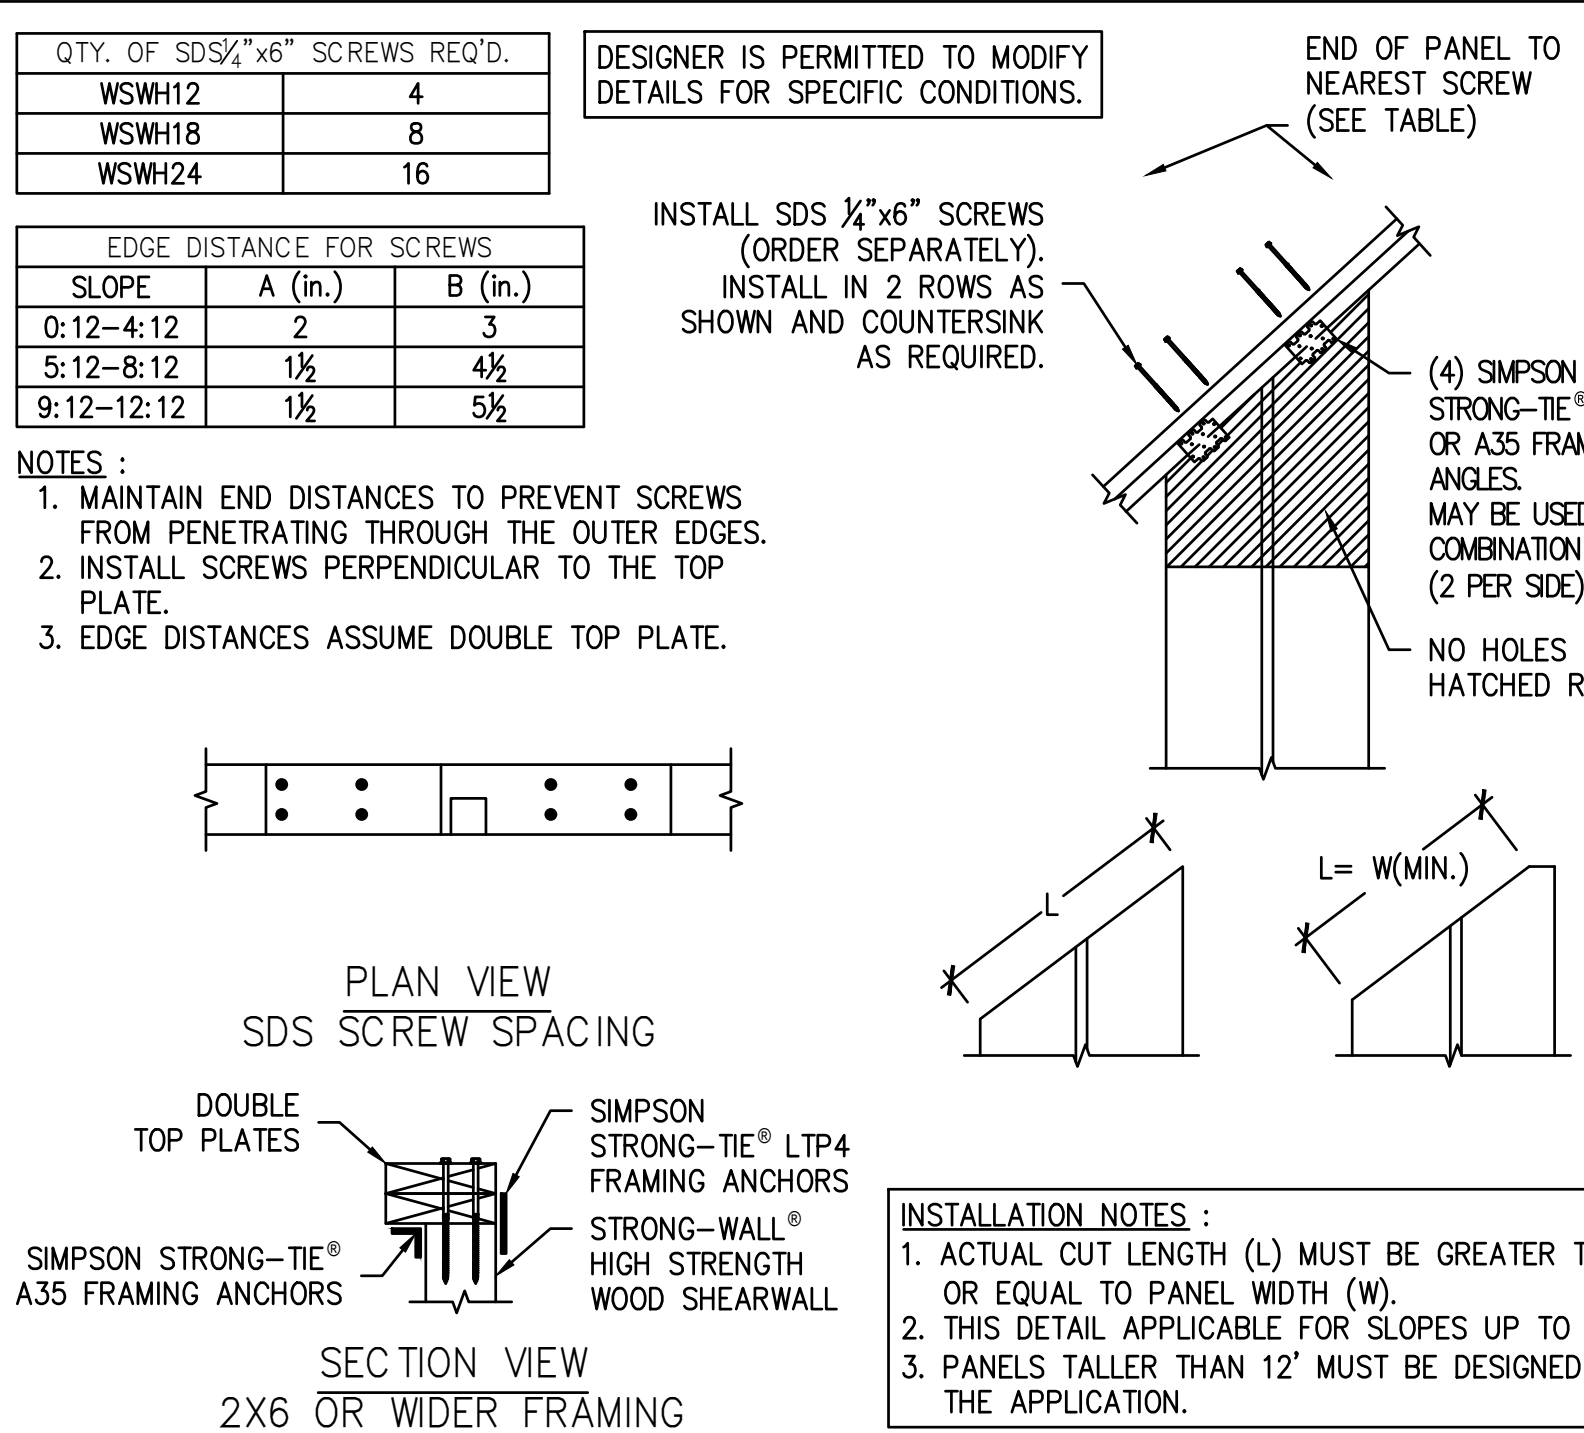 QTY. OF SDS¼"x6" SCREWS REQ'D.
WSWH12 4
WSWH18 8
WSWH24 16
EDGE DISTANCE FOR SCREWS
SLOPE A (in.) B (in.)
0:12–4:12 2 3
5:12–8:12 1½ 4½
9:12–12:12 1½ 5½
NOTES :
1. MAINTAIN END DISTANCES TO PREVENT SCREWS
FROM PENETRATING THROUGH THE OUTER EDGES.
2. INSTALL SCREWS PERPENDICULAR TO THE TOP
PLATE.
3. EDGE DISTANCES ASSUME DOUBLE TOP PLATE.
DESIGNER IS PERMITTED TO MODIFY
DETAILS FOR SPECIFIC CONDITIONS.
END OF PANEL TO
NEAREST SCREW
(SEE TABLE)
INSTALL SDS ¼"x6" SCREWS
(ORDER SEPARATELY).
INSTALL IN 2 ROWS AS
SHOWN AND COUNTERSINK
AS REQUIRED.
(4) SIMPSON
STRONG–TIE®
OR A35
ANGLES.
MAY BE
COMBINATION
(2 PER SIDE)
NO HOLES
HATCHED
L
L= W(MIN.)
PLAN VIEW
SDS SCREW SPACING
DOUBLE
TOP PLATES
SIMPSON
STRONG–TIE® LTP4
FRAMING ANCHORS
SIMPSON STRONG–TIE®
A35 FRAMING ANCHORS
STRONG–WALL®
HIGH STRENGTH
WOOD SHEARWALL
SECTION VIEW
2X6 OR WIDER FRAMING
INSTALLATION NOTES :
1. ACTUAL CUT LENGTH (L) MUST BE GREATER
OR EQUAL TO PANEL WIDTH (W).
2. THIS DETAIL APPLICABLE FOR SLOPES UP TO
3. PANELS TALLER THAN 12' MUST BE DESIGNED
THE APPLICATION.